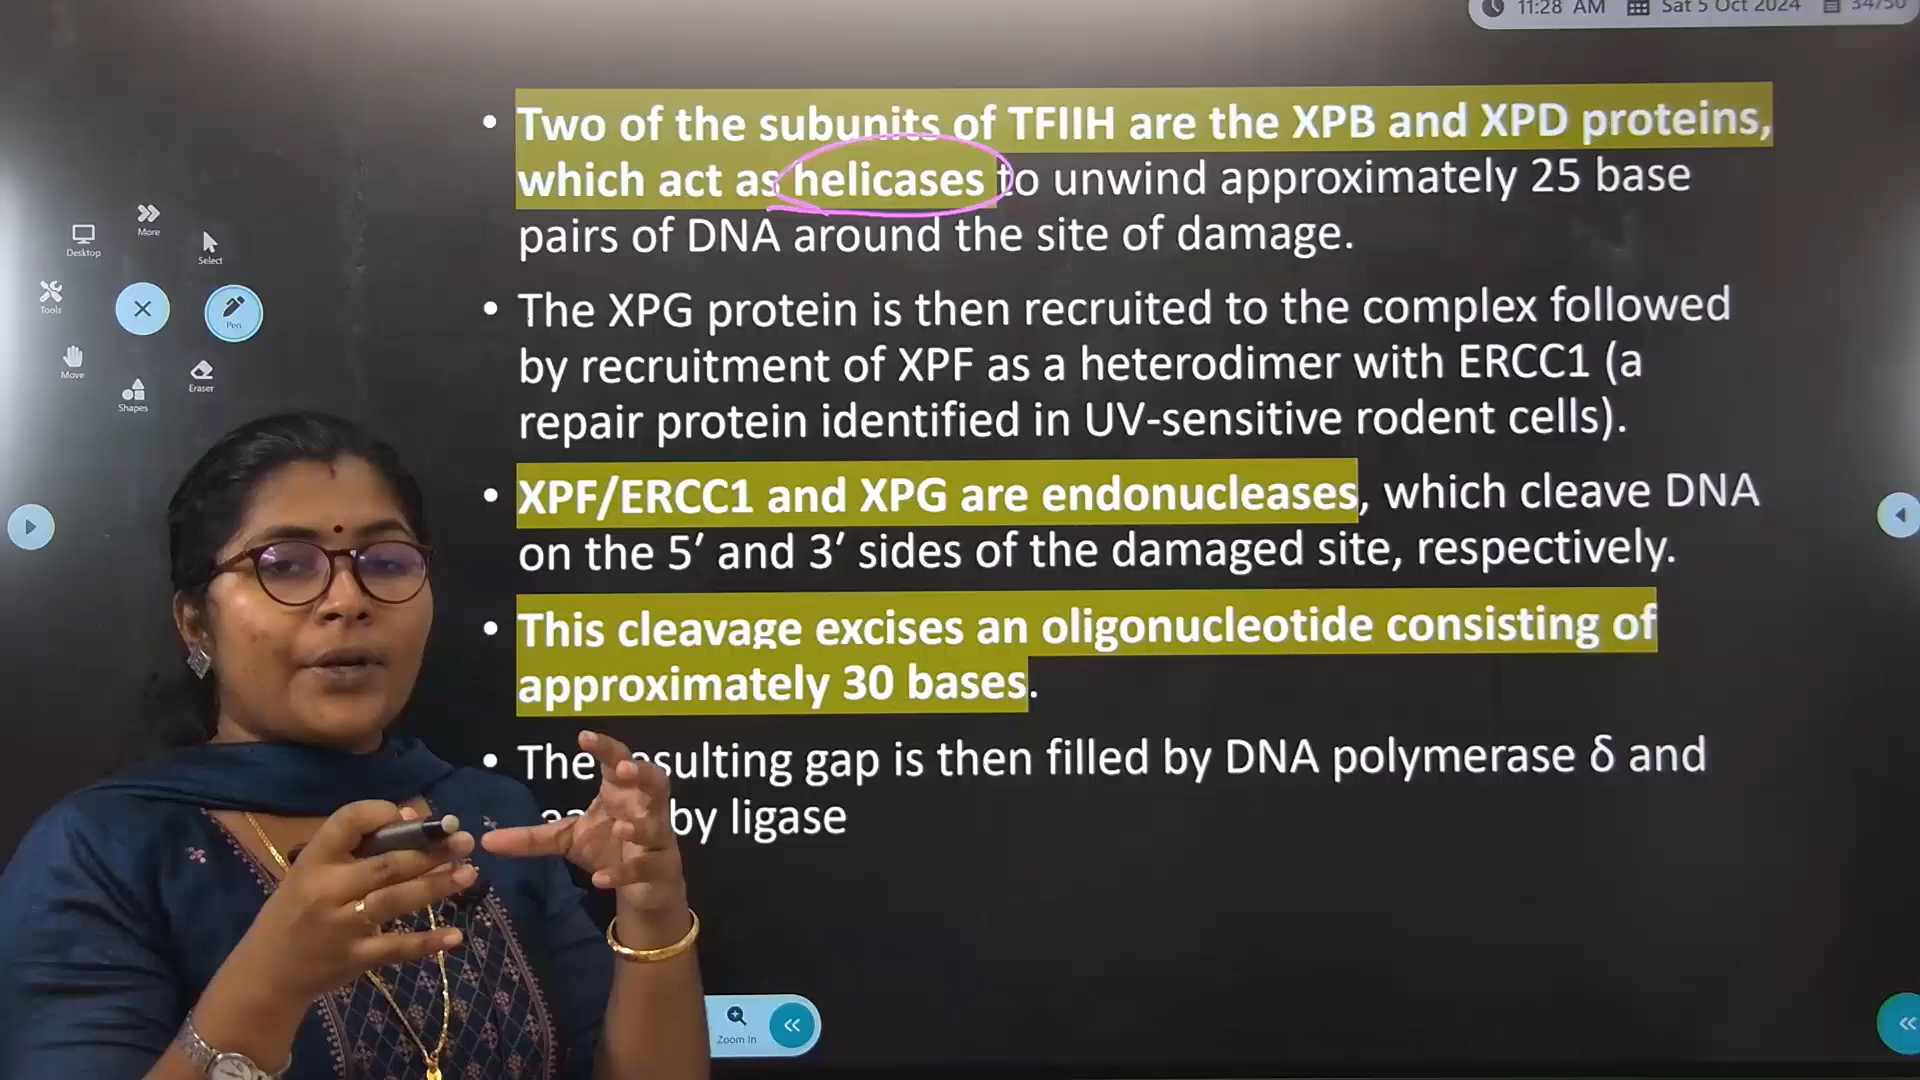 11:28 AM Sat 5 Oct 2024 34/50
• Two of the subunits of TFIIH are the XPB and XPD proteins,
which act as helicases to unwind approximately 25 base
pairs of DNA around the site of damage.
• The XPG protein is then recruited to the complex followed
by recruitment of XPF as a heterodimer with ERCC1 (a
repair protein identified in UV-sensitive rodent cells).
• XPF/ERCC1 and XPG are endonucleases, which cleave DNA
on the 5′ and 3′ sides of the damaged site, respectively.
• This cleavage excises an oligonucleotide consisting of
approximately 30 bases.
• The gap is then filled by DNA polymerase δ and
by ligase
More
Desktop
Select
Tools
Pen
Move
Eraser
Shapes
Zoom In